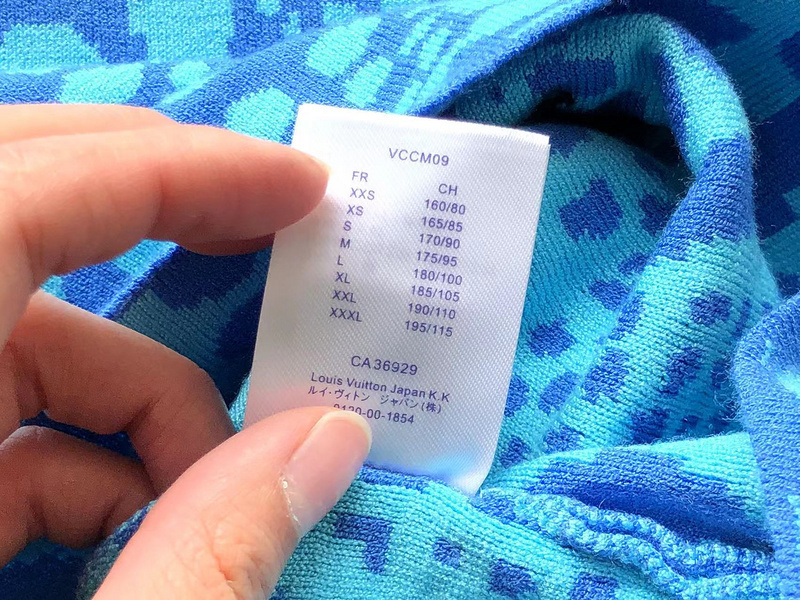 VCCM09
FR CH
XXS 160/80
XS 165/85
S 170/90
M 175/95
L 180/100
XL 185/105
XXL 190/110
XXXL 195/115
CA36929
Louis Vuitton Japan K.K
ルイ・ヴィトン ジャパン(株)
0120-00-1854